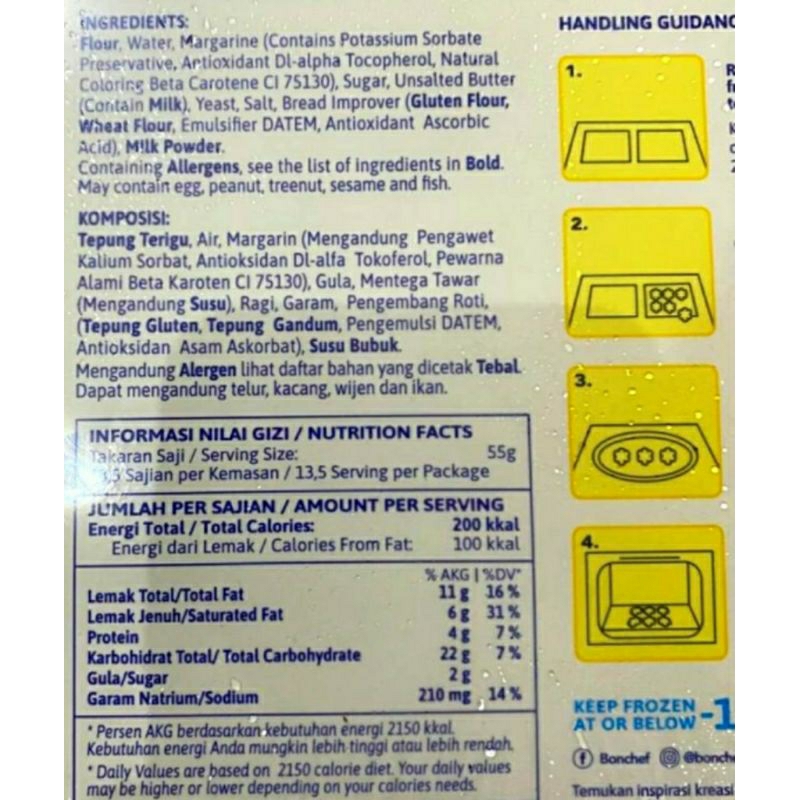 INGREDIENTS:
Flour, Water, Margarine (Contains Potassium Sorbate
Preservative, Antioxidant Dl-alpha Tocopherol, Natural
Coloring Beta Carotene CI 75130), Sugar, Unsalted Butter
(Contain Milk), Yeast, Salt, Bread Improver (Gluten Flour,
Wheat Flour, Emulsifier DATEM, Antioxidant Ascorbic
Acid), Milk Powder.
Containing Allergens, see the list of ingredients in Bold.
May contain egg, peanut, treenut, sesame and fish.
KOMPOSISI:
Tepung Terigu, Air, Margarin (Mengandung Pengawet
Kalium Sorbat, Antioksidan Dl-alfa Tokoferol, Pewarna
Alami Beta Karoten CI 75130), Gula, Mentega Tawar
(Mengandung Susu), Ragi, Garam, Pengembang Roti,
(Tepung Gluten, Tepung Gandum, Pengemulsi DATEM,
Antioksidan Asam Askorbat), Susu Bubuk.
Mengandung Alergen lihat daftar bahan yang dicetak Tebal.
Dapat mengandung telur, kacang, wijen dan ikan.
INFORMASI NILAI GIZI / NUTRITION FACTS
Takaran Saji / Serving Size: 55g
13,5 Sajian per Kemasan / 13,5 Serving per Package
JUMLAH PER SAJIAN / AMOUNT PER SERVING
Energi Total / Total Calories: 200 kkal
Energi dari Lemak / Calories From Fat: 100 kkal
% AKG | %DV*
Lemak Total/Total Fat 11 g 16 %
Lemak Jenuh/Saturated Fat 6 g 31 %
Protein 4 g 7 %
Karbohidrat Total/ Total Carbohydrate 22 g 7 %
Gula/Sugar 2 g
Garam Natrium/Sodium 210 mg 14 %
* Persen AKG berdasarkan kebutuhan energi 2150 kkal.
Kebutuhan energi Anda mungkin lebih tinggi atau lebih rendah.
* Daily Values are based on 2150 calorie diet. Your daily values
may be higher or lower depending on your calories needs.
HANDLING GUIDANC
1.
2.
3.
4.
KEEP FROZEN
AT OR BELOW -1
Bonchef @bonche
Temukan inspirasi kreasi